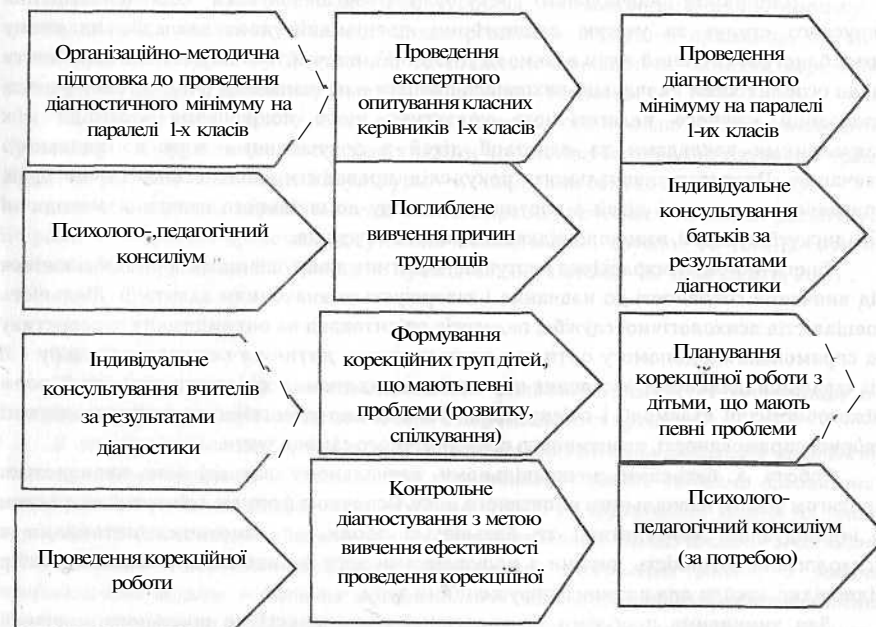 Організаційно-методична
підготовка до проведення
діагностичного мінімуму на
паралелі 1-х класів
Проведення
експертного
опитування класних
керівників 1-х класів
Проведення
діагностичного
мінімуму на паралелі
1-их класів
Психолого- педагогічний
консиліум
Поглиблене
вивчення причин
труднощів
Індивідуальне
консультування
батьків за
результатами
діагностики
Індивідуальне
консультування вчителів
за результатами
діагностики
Формування
корекційних груп дітей,
що мають певні
проблеми (розвитку,
спілкування)
Планування
корекційної роботи з
дітьми, що мають
певні проблеми
Проведення корекційної
роботи
Контрольне
діагностування з метою
вивчення ефективності
проведення корекційної
Психолого-
педагогічний консиліум
(за потребою)